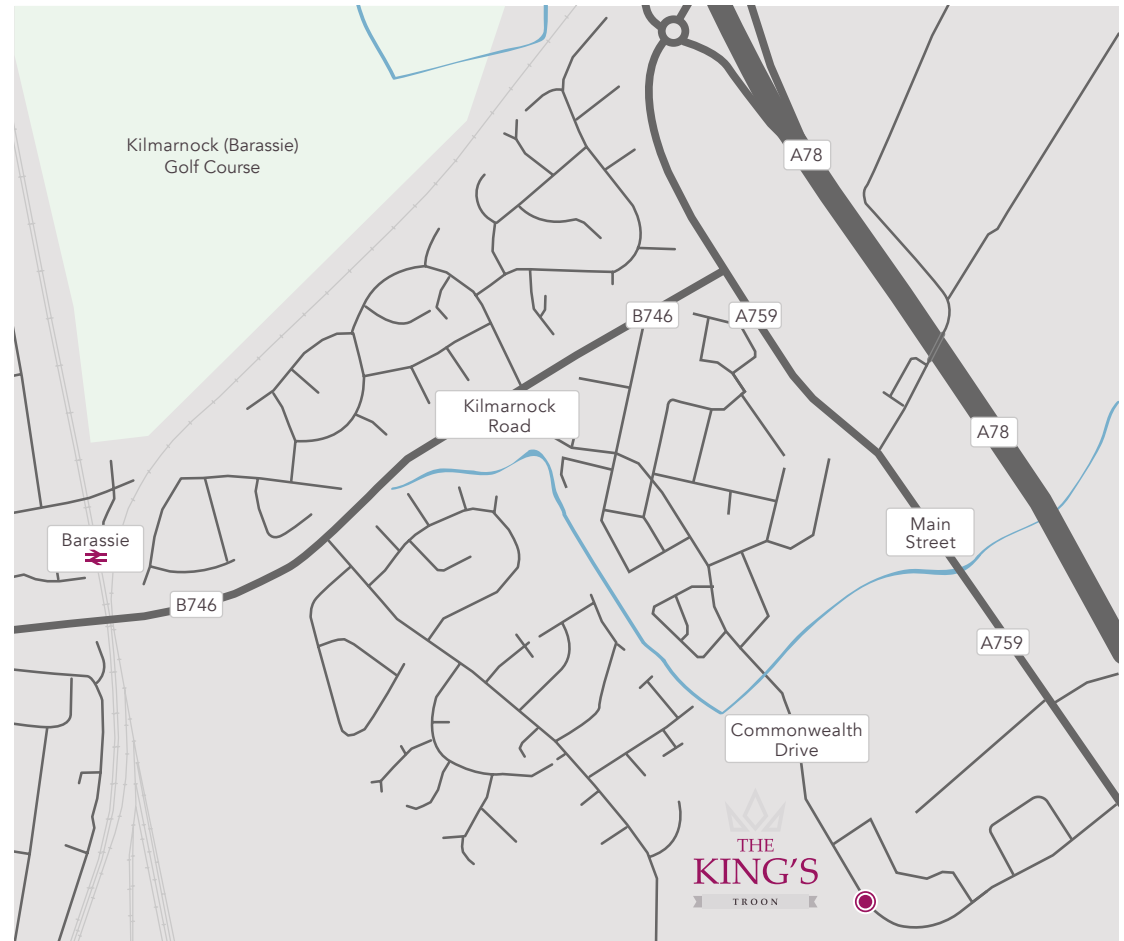 Kilmarnock (Barassie)
Golf Course
A78
B746
A759
Kilmarnock
Road
A78
Main
Street
Barassie
B746
A759
Commonwealth
Drive
THE
KING'S
TROON